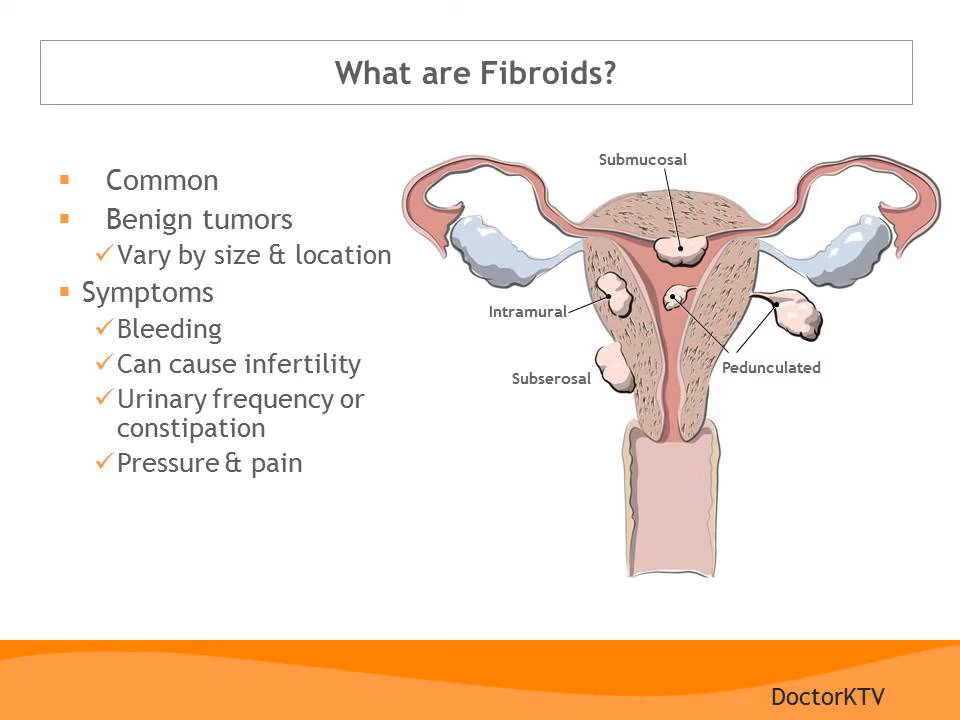 What are Fibroids?
Common
Benign tumors
Vary by size & location
Symptoms
Bleeding
Can cause infertility
Urinary frequency or
constipation
Pressure & pain
Submucosal
Intramural
Subserosal
Pedunculated
DoctorKTV